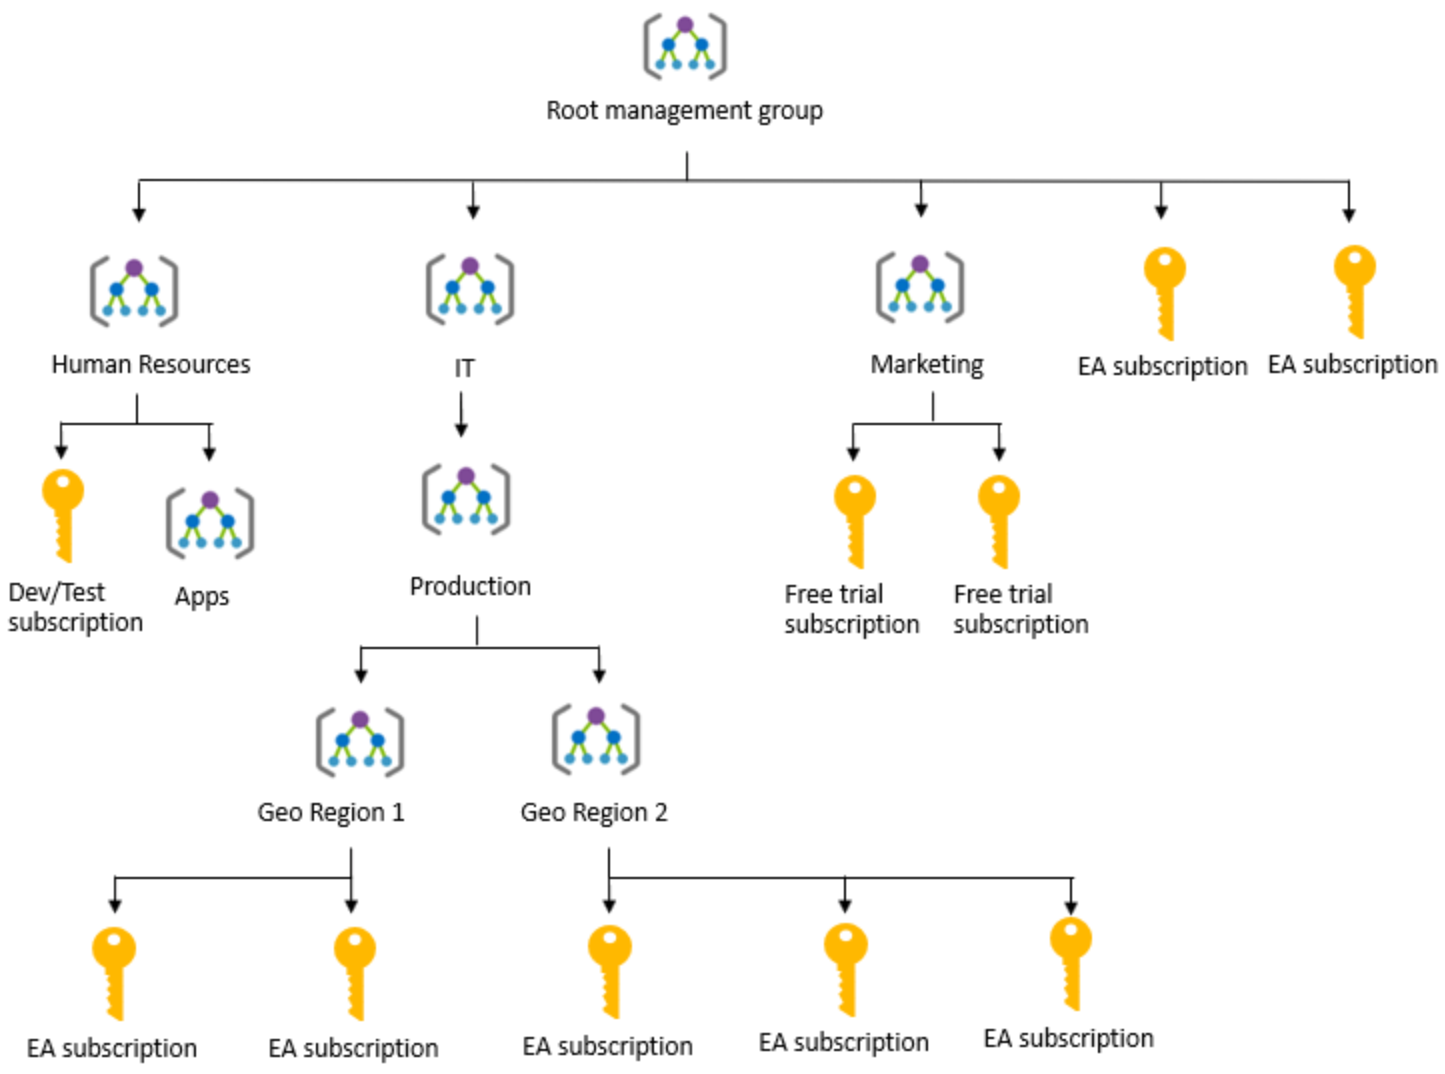 Root management group
Human Resources
IT
Marketing
EA subscription
EA subscription
Dev/Test
subscription
Apps
Production
Free trial
subscription
Free trial
subscription
Geo Region 1
Geo Region 2
EA subscription
EA subscription
EA subscription
EA subscription
EA subscription